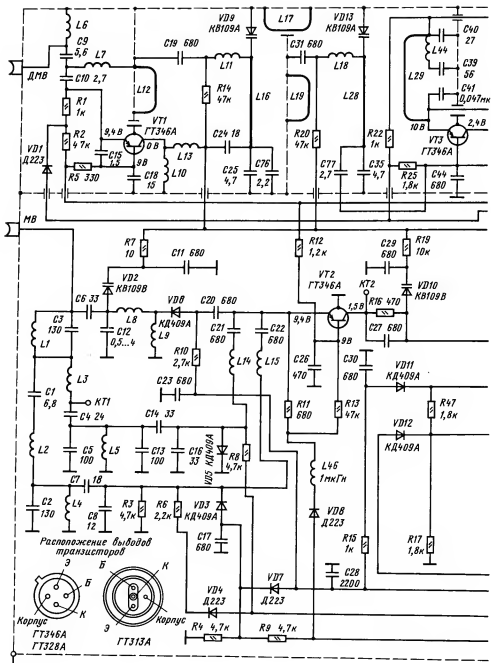 L6
C9
5,6
ДМВ
C10 2,7
L7
R1
1к
R2
47к
VD1
Д223
R5 330
C15
1,5
9,4В
L12
VT1
ГТ346А
0В
9В
C18
15
L10
L13
C19 680
L11
R14
47к
VD9
КВ109А
L16
C24 18
C25
4,7
C76
2,2
L17
C31 680
L19
L18
R20
47к
VD13
КВ109А
L28
C77
2,7
C35
4,7
R22
1к
L29
L44
C40
27
C39
56
C41
0,047мк
10В
VT3
ГТ346А
2,4В
R25
1,8к
C44
680
МВ
R7
10
C11 680
VD2
КВ109В
C6 33
C3
130
L1
L8
C12
0,5...4
L9
VD8
КД409А
C20
680
C21
680
C22
680
R10
2,7к
L14
L15
C23 680
R12
1,2к
VT2
ГТ346А
9,4В
1,5В
9В
C26
470
R11
680
R13
47к
C29
680
R19
10к
КТ2
VD10
КВ109В
R16 470
C27 680
C30
680
VD11
КД409А
VD12
КД409А
R47
1,8к
R17
1,8к
L3
КТ1
C4 24
C1
6,8
L2
C5
100
L5
C14 33
C13
100
C16
33
VD5
КД409А
R8
4,7к
C7 18
C2
130
L4
C8
12
R3
4,7к
R6
2,2к
VD3
КД409А
C17
680
L46
1мкГн
VD8
Д223
R15
1к
C28
2200
VD7
Д223
VD4
Д223
R4 4,7к
R9 4,7к
Расположение выводов
транзисторов
Э
Б
К
Корпус
ГТ346А
ГТ328А
Б
К
Э
Корпус
ГТ313А